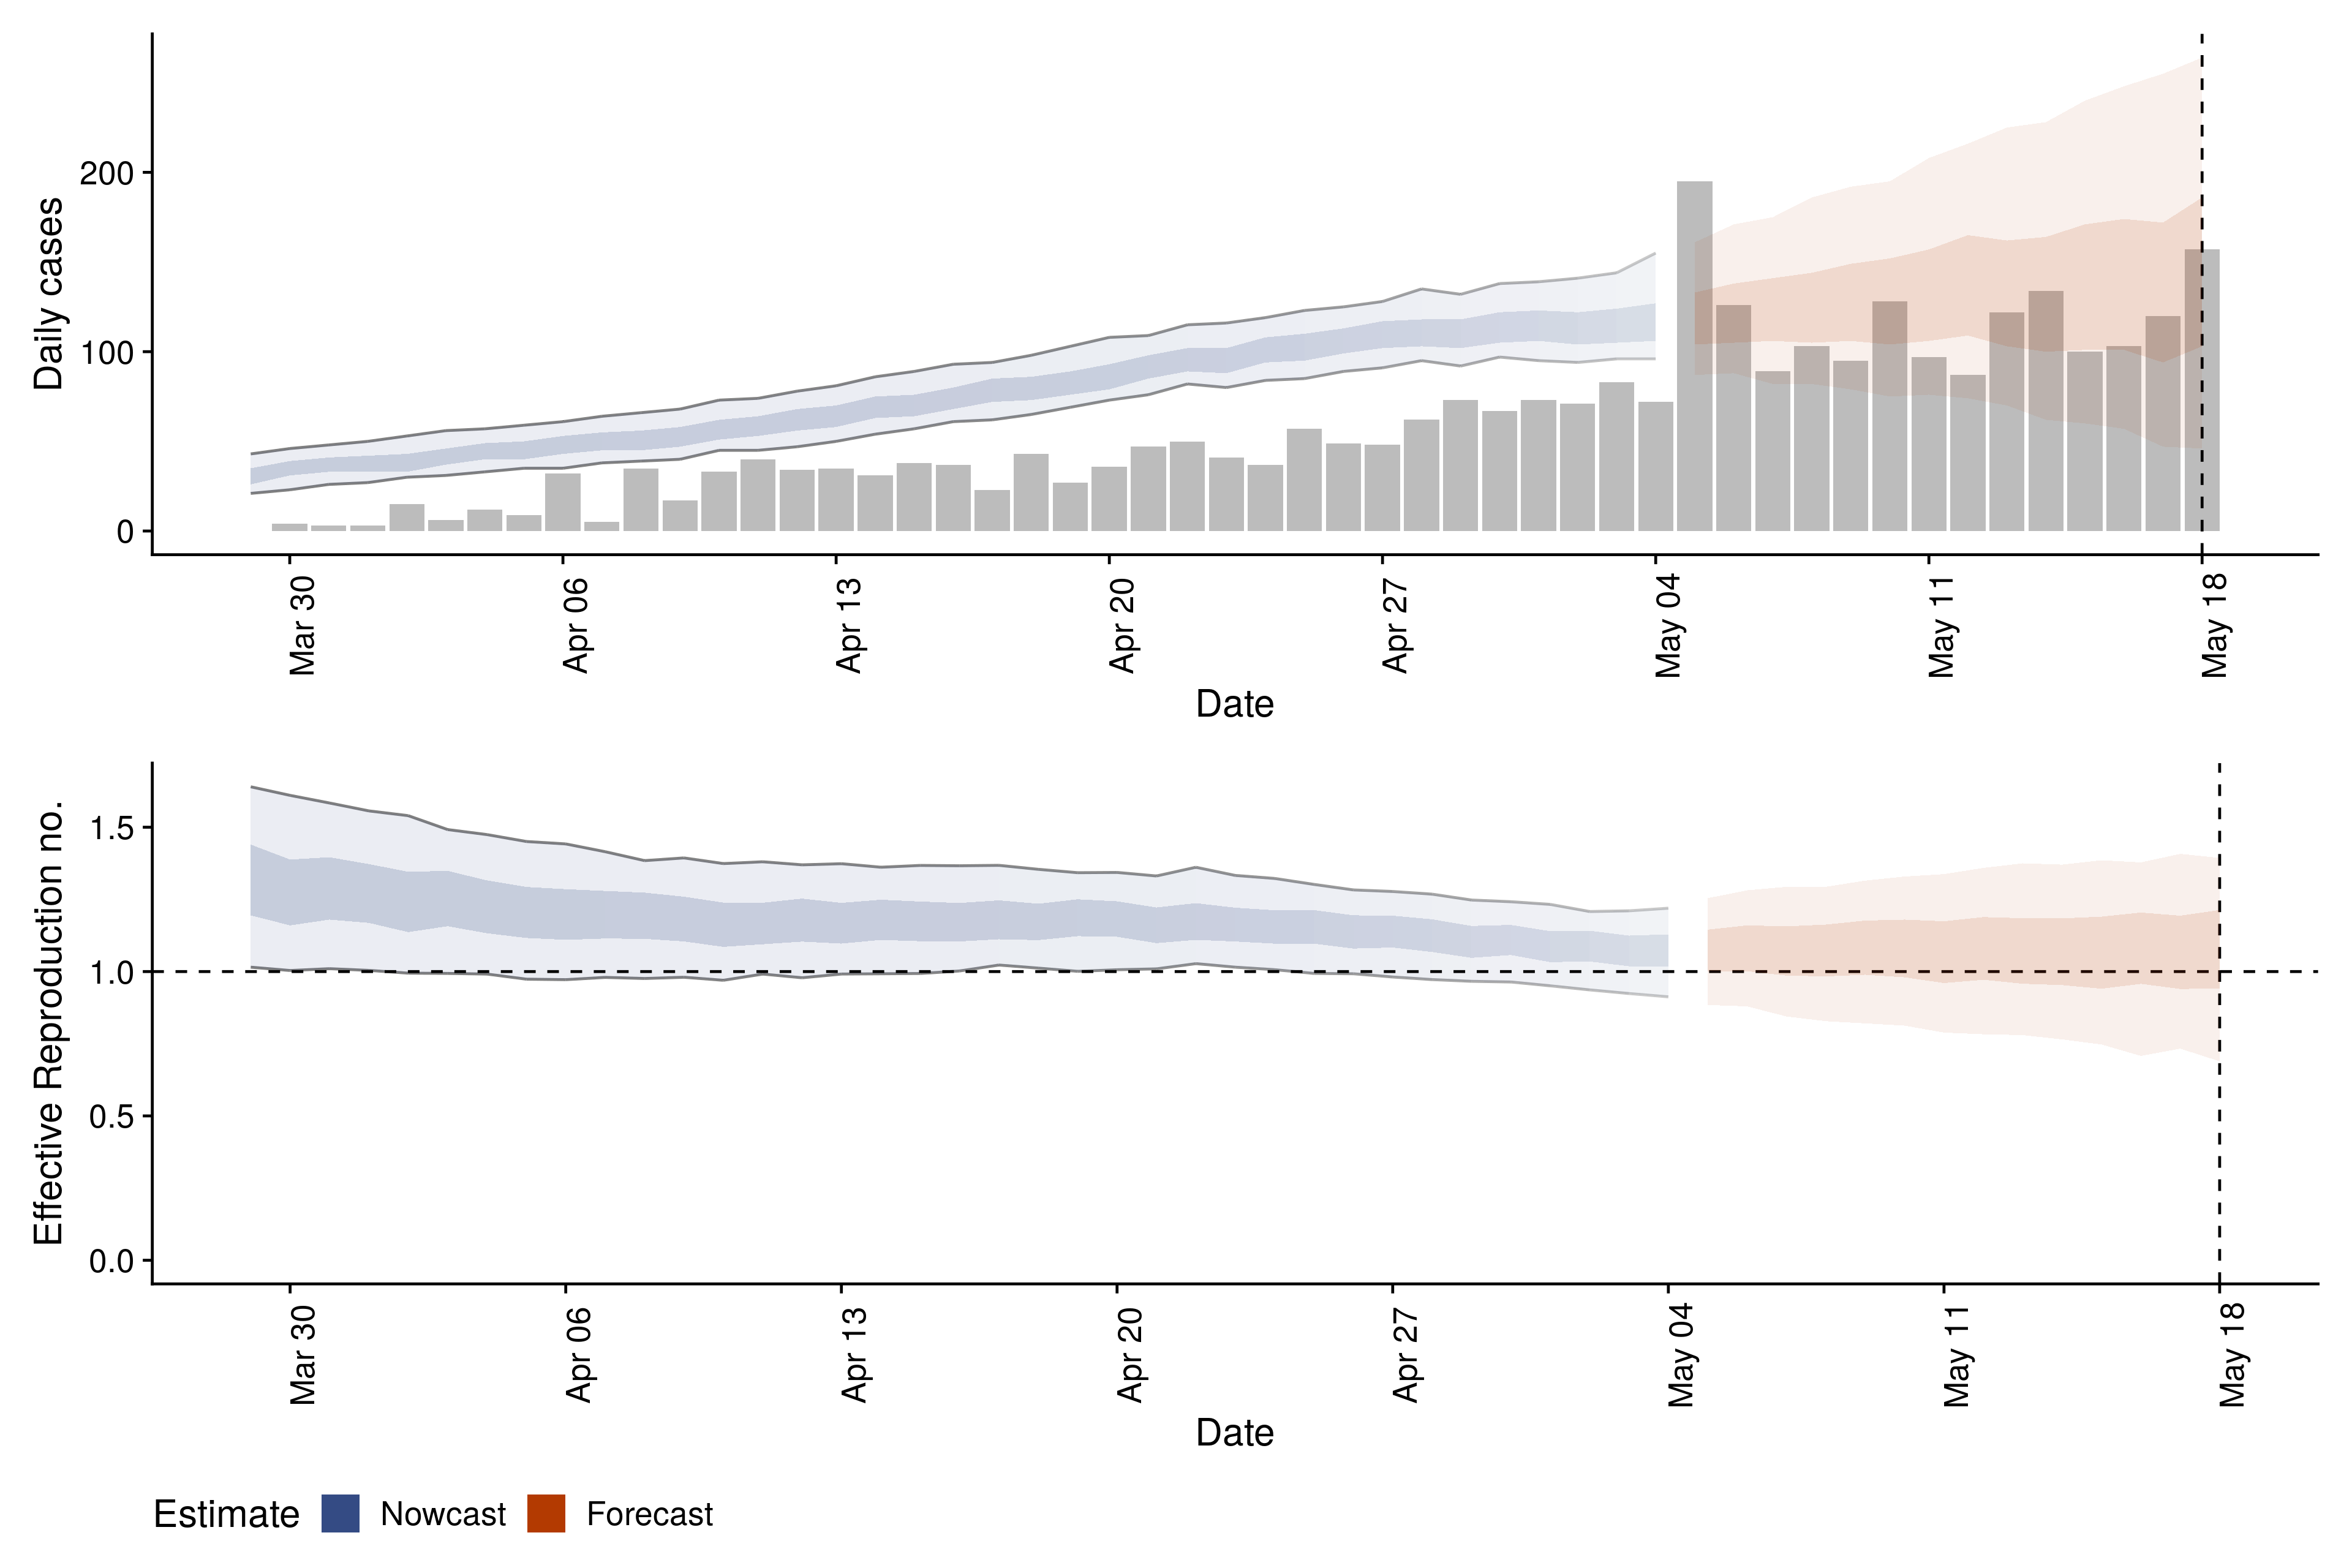 Daily cases
200
100
0
Mar 30
Apr 06
Apr 13
Apr 20
Apr 27
May 04
May 11
May 18
Date
Effective Reproduction no.
1.5
1.0
0.5
0.0
Mar 30
Apr 06
Apr 13
Apr 20
Apr 27
May 04
May 11
May 18
Date
Estimate Nowcast Forecast